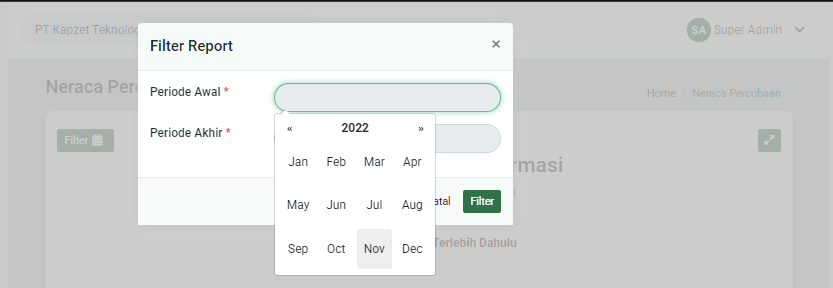 PT Kapzet Teknolog
SA Super Admin
Filter Report ×
Neraca Per
Home / Neraca Percobaan
Periode Awal *
Periode Akhir *
Filter
« 2022 »
Jan Feb Mar Apr
May Jun Jul Aug
Sep Oct Nov Dec
rmasi
atal Filter
Terlebih Dahulu